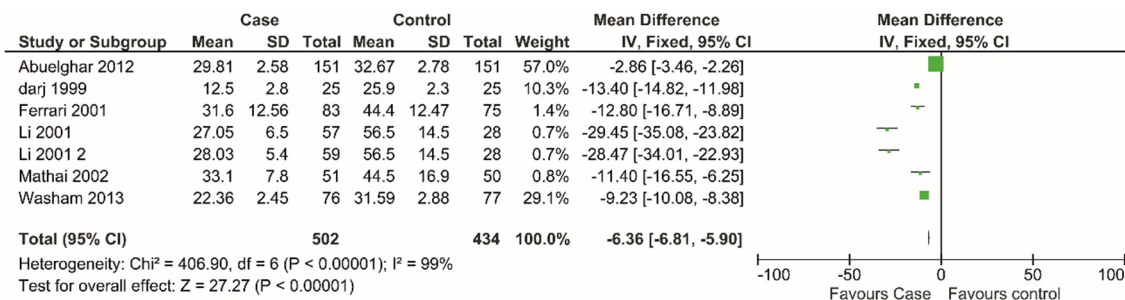 Case Control Mean Difference Mean Difference
Study or Subgroup Mean SD Total Mean SD Total Weight IV, Fixed, 95% CI IV, Fixed, 95% CI
Abuelghar 2012 29.81 2.58 151 32.67 2.78 151 57.0% -2.86 [-3.46, -2.26]
darj 1999 12.5 2.8 25 25.9 2.3 25 10.3% -13.40 [-14.82, -11.98]
Ferrari 2001 31.6 12.56 83 44.4 12.47 75 1.4% -12.80 [-16.71, -8.89]
Li 2001 27.05 6.5 57 56.5 14.5 28 0.7% -29.45 [-35.08, -23.82]
Li 2001 2 28.03 5.4 59 56.5 14.5 28 0.7% -28.47 [-34.01, -22.93]
Mathai 2002 33.1 7.8 51 44.5 16.9 50 0.8% -11.40 [-16.55, -6.25]
Washam 2013 22.36 2.45 76 31.59 2.88 77 29.1% -9.23 [-10.08, -8.38]
Total (95% CI) 502 434 100.0% -6.36 [-6.81, -5.90]
Heterogeneity: Chi² = 406.90, df = 6 (P < 0.00001); I² = 99%
Test for overall effect: Z = 27.27 (P < 0.00001)
-100 -50 0 50 100
Favours Case Favours control